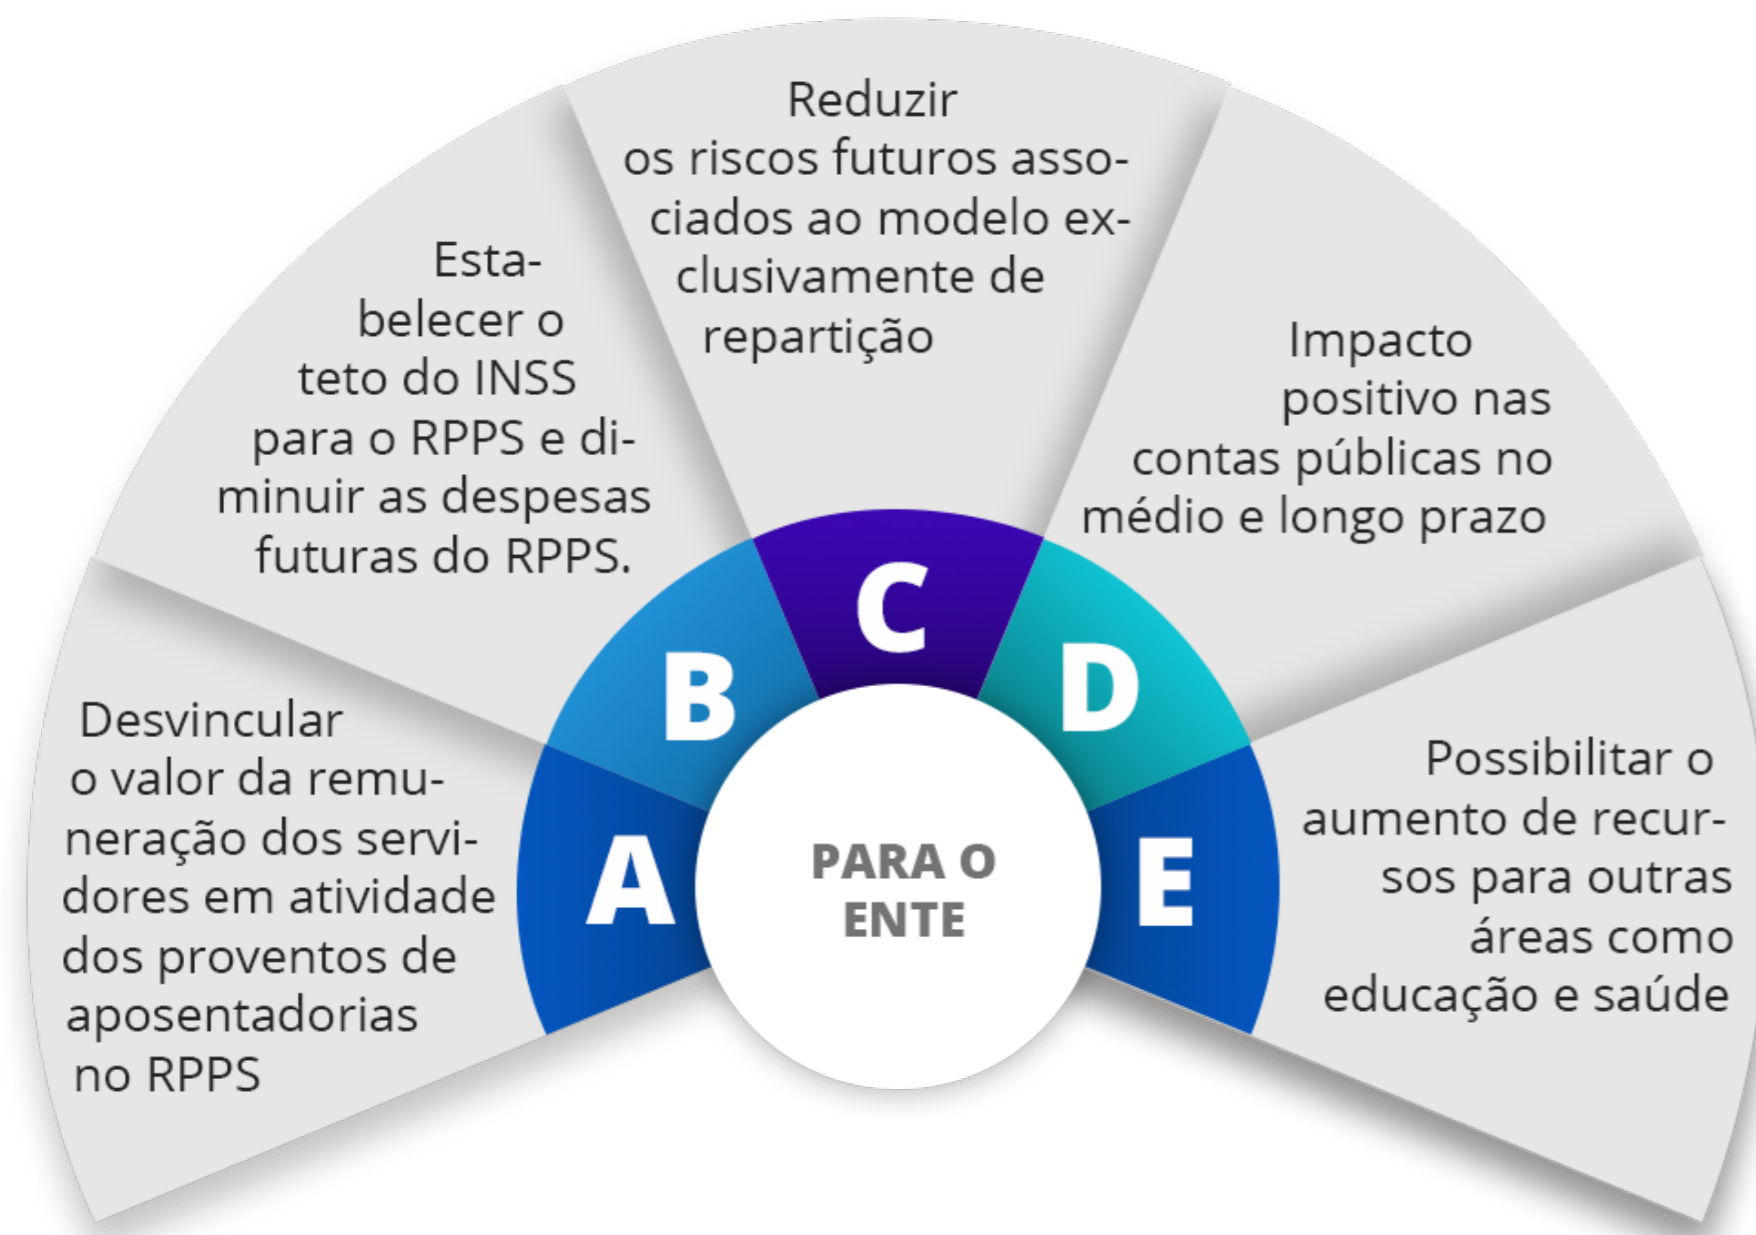 PARA O
ENTE
A
Desvincular
o valor da remu-
neração dos servi-
dores em atividade
dos proventos de
aposentadorias
no RPPS
B
Esta-
belecer o
teto do INSS
para o RPPS e di-
minuir as despesas
futuras do RPPS.
C
Reduzir
os riscos futuros asso-
ciados ao modelo ex-
clusivamente de
repartição
D
Impacto
positivo nas
contas públicas no
médio e longo prazo
E
Possibilitar o
aumento de recur-
sos para outras
áreas como
educação e saúde